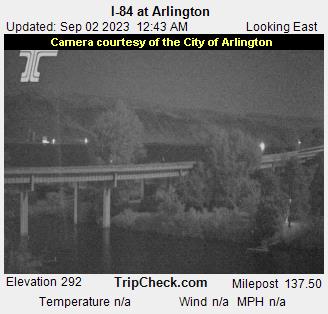 I-84 at Arlington
Updated: Sep 02 2023 12:43 AM Looking East
Camera courtesy of the City of Arlington
Elevation 292 TripCheck.com Milepost 137.50
Temperature n/a Wind n/a MPH n/a